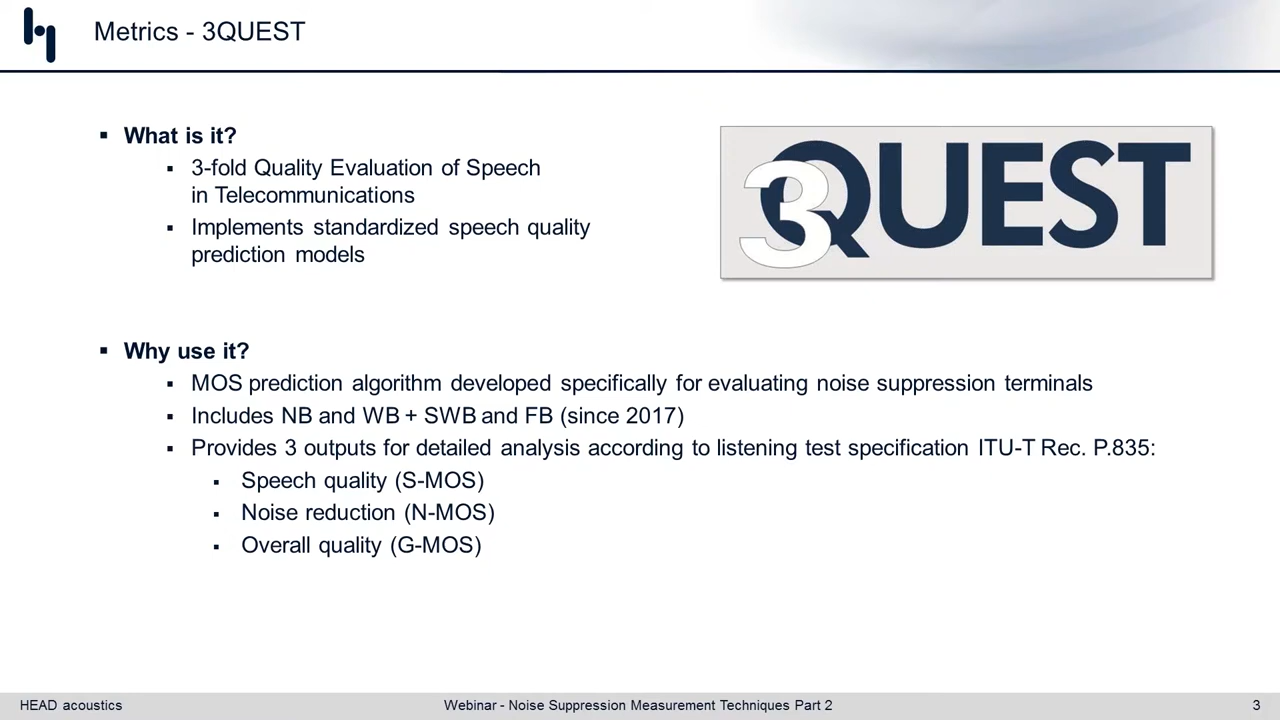 Metrics - 3QUEST
▪ What is it?
▪ 3-fold Quality Evaluation of Speech
in Telecommunications
▪ Implements standardized speech quality
prediction models
3QUEST
▪ Why use it?
▪ MOS prediction algorithm developed specifically for evaluating noise suppression terminals
▪ Includes NB and WB + SWB and FB (since 2017)
▪ Provides 3 outputs for detailed analysis according to listening test specification ITU-T Rec. P.835:
▪ Speech quality (S-MOS)
▪ Noise reduction (N-MOS)
▪ Overall quality (G-MOS)
HEAD acoustics
Webinar - Noise Suppression Measurement Techniques Part 2
3